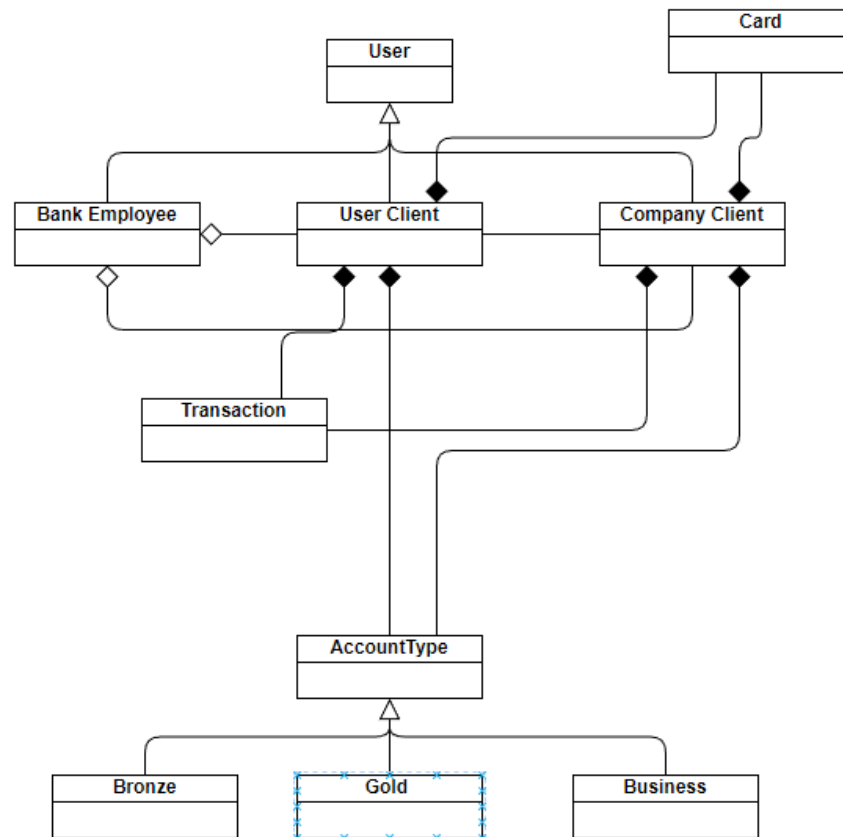 Card
User
Bank Employee
User Client
Company Client
Transaction
AccountType
Bronze
Gold
Business